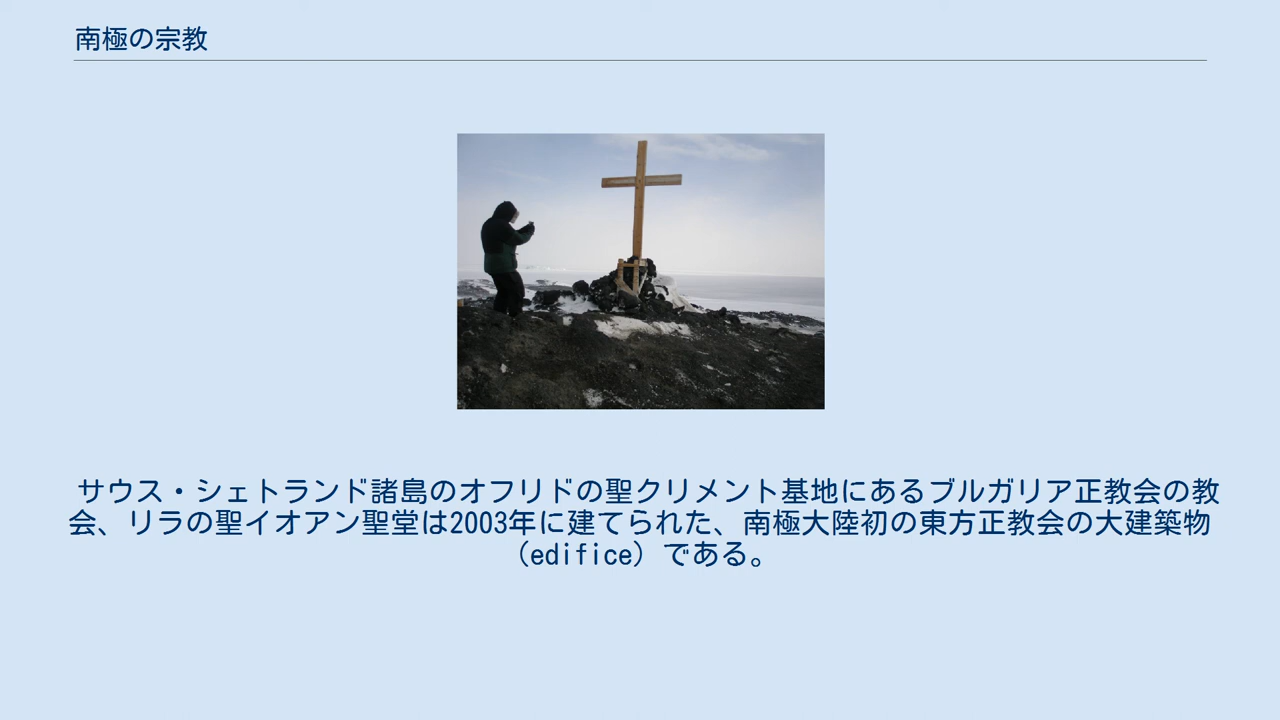 南極の宗教
サウス・シェトランド諸島のオフリドの聖クリメント基地にあるブルガリア正教会の教
会、リラの聖イオアン聖堂は2003年に建てられた、南極大陸初の東方正教会の大建築物
（edifice）である。